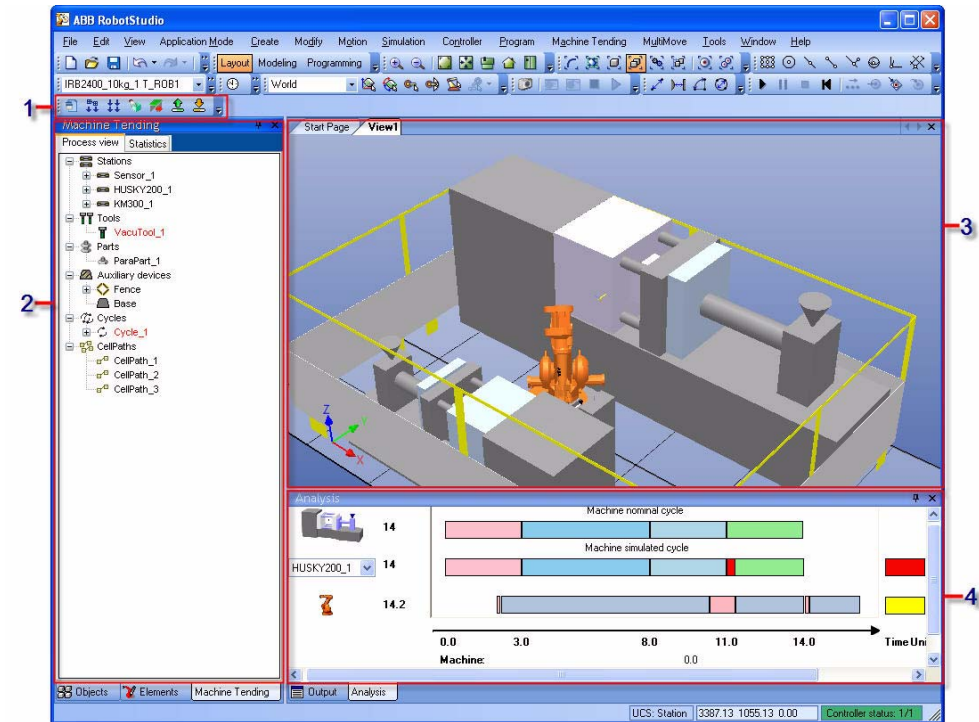 ABB RobotStudio
File Edit View Application Mode Create Modify Motion Simulation Controller Program Machine Tending MultiMove Tools Window Help
Layout Modeling Programming
IRB2400_10kg_1 T_ROB1 World
1
Machine Tending
Start Page View1
Process view Statistics
Stations
Sensor_1
HUSKY200_1
KM300_1
Tools
VacuTool_1
3
Parts
ParaPart_1
Auxiliary devices
Fence
2
Base
Cycles
Cycle_1
CellPaths
CellPath_1
CellPath_2
CellPath_3
Z
Y
X
Analysis
Machine nominal cycle
14
Machine simulated cycle
HUSKY200_1 14
4
14.2
0.0 3.0 8.0 11.0 14.0 Time Uni
Machine: 0.0
Objects Elements Machine Tending Output Analysis
UCS: Station 3387.13 1055.13 0.00 Controller status: 1/1